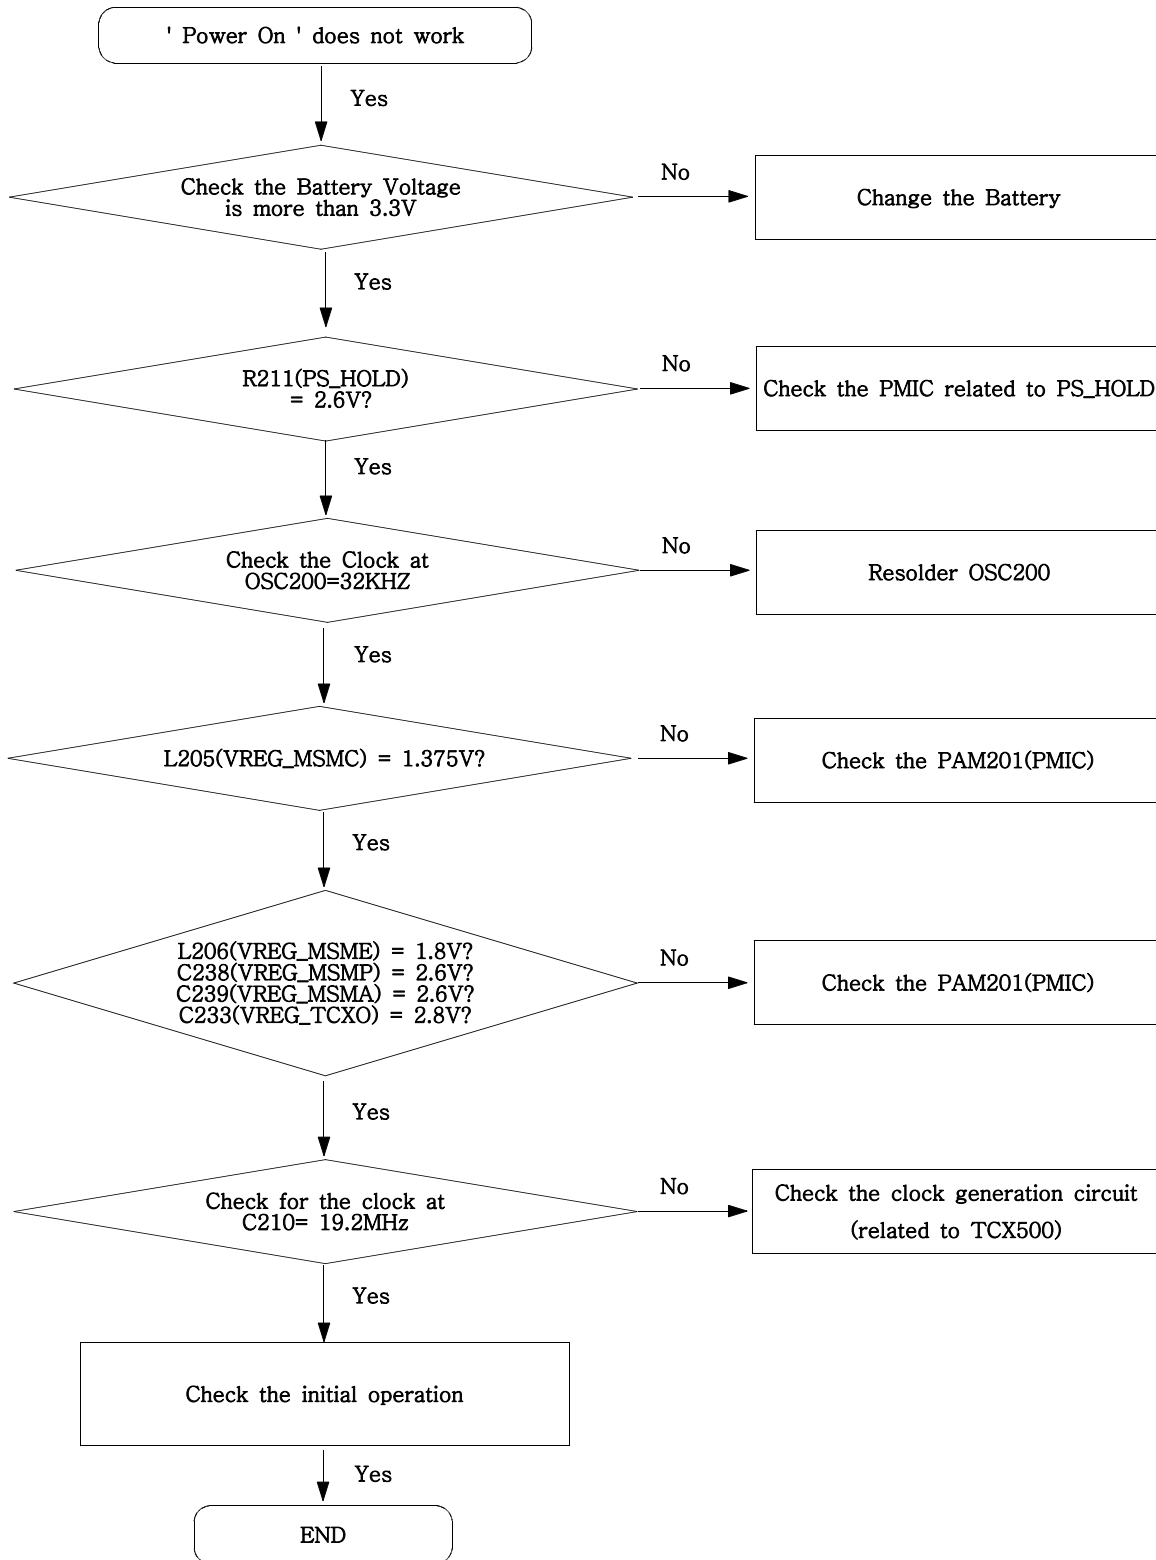 ' Power On ' does not work
Yes
Check the Battery Voltage
is more than 3.3V
No
Change the Battery
Yes
R211(PS_HOLD)
= 2.6V?
No
Check the PMIC related to PS_HOLD
Yes
Check the Clock at
OSC200=32KHZ
No
Resolder OSC200
Yes
L205(VREG_MSMC) = 1.375V?
No
Check the PAM201(PMIC)
Yes
L206(VREG_MSME) = 1.8V?
C238(VREG_MSMP) = 2.6V?
C239(VREG_MSMA) = 2.6V?
C233(VREG_TCXO) = 2.8V?
No
Check the PAM201(PMIC)
Yes
Check for the clock at
C210= 19.2MHz
No
Check the clock generation circuit
(related to TCX500)
Yes
Check the initial operation
Yes
END